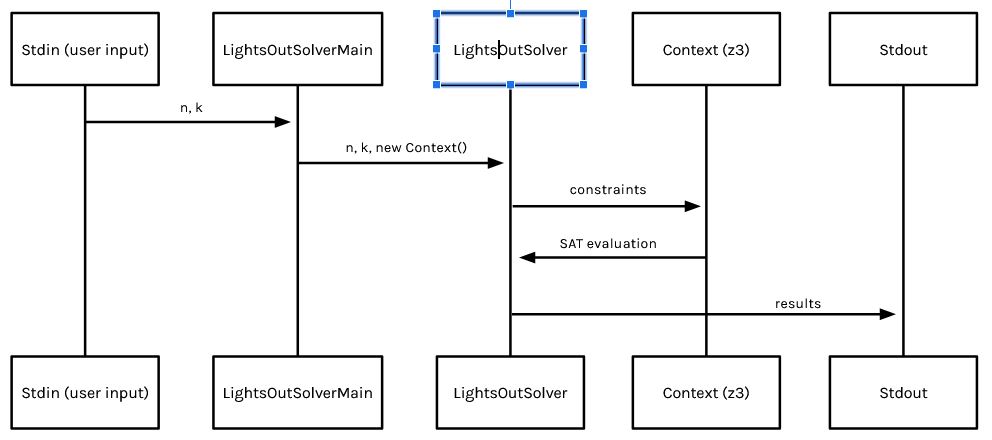 Stdin (user input)
LightsOutSolverMain
LightsOutSolver
Context (z3)
Stdout
n, k
n, k, new Context()
constraints
SAT evaluation
results
Stdin (user input)
LightsOutSolverMain
LightsOutSolver
Context (z3)
Stdout